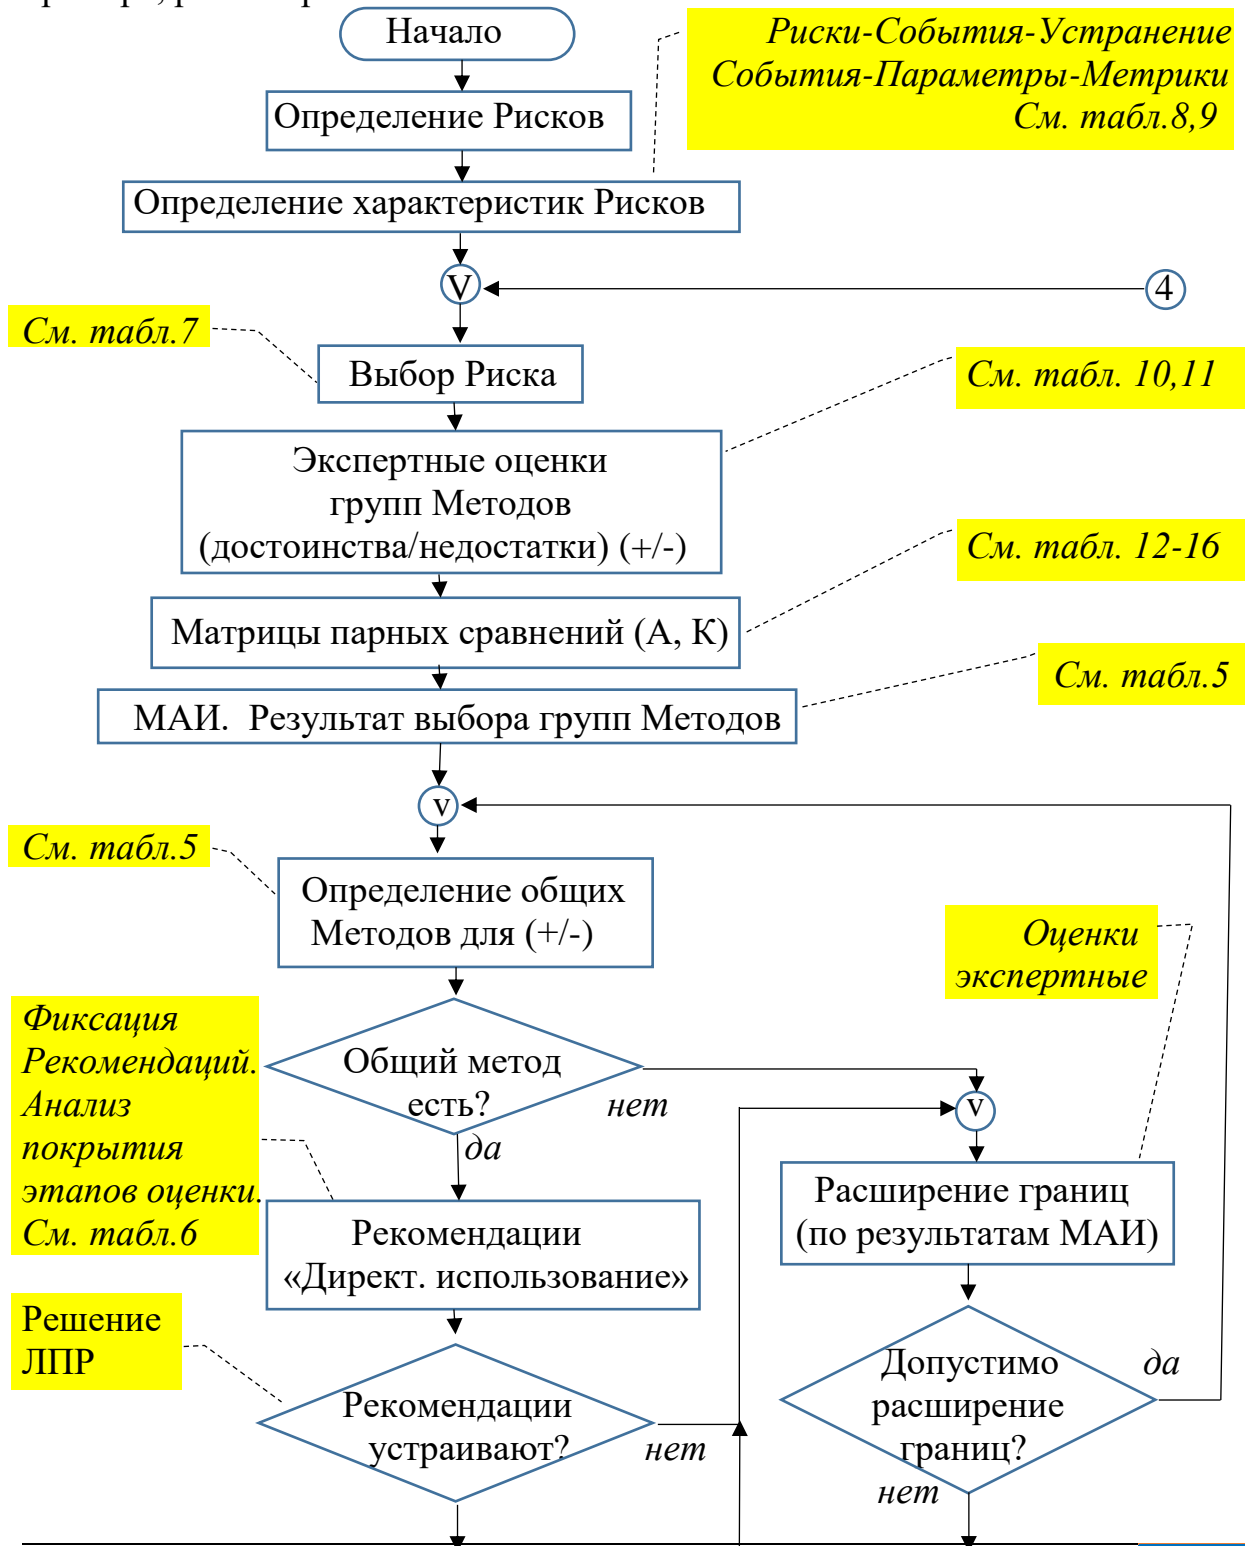 Начало
Риски-События-Устранение
События-Параметры-Метрики
См. табл.8,9
Определение Рисков
Определение характеристик Рисков
V
4
См. табл.7
Выбор Риска
См. табл. 10,11
Экспертные оценки
групп Методов
(достоинства/недостатки) (+/-)
См. табл. 12-16
Матрицы парных сравнений (А, К)
См. табл.5
МАИ.  Результат выбора групп Методов
v
См. табл.5
Определение общих
Методов для (+/-)
Оценки
экспертные
Фиксация
Рекомендаций.
Анализ
покрытия
этапов оценки.
См. табл.6
Общий метод
есть?
нет
да
v
Расширение границ
(по результатам МАИ)
Рекомендации
«Директ. использование»
Решение
ЛПР
Рекомендации
устраивают?
нет
Допустимо
расширение
границ?
да
нет